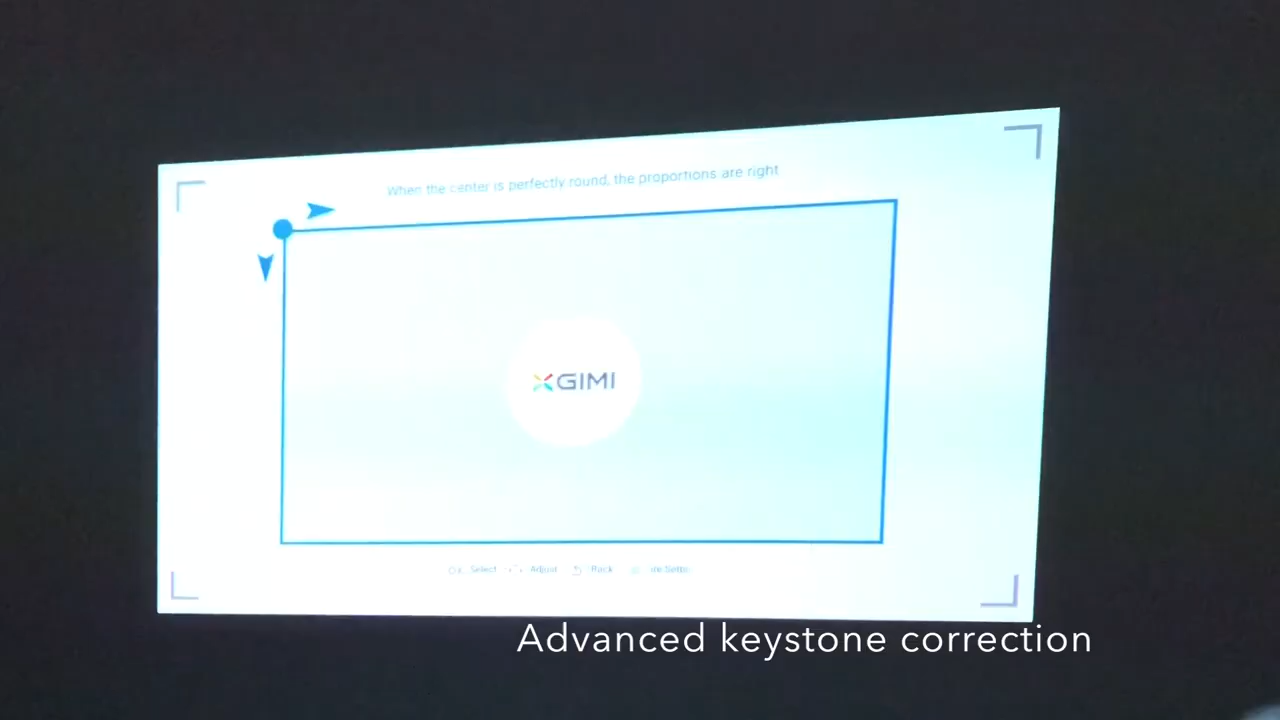 When the center is perfectly round, the proportions are right
XGIMI
Select Adjust Back
Advanced keystone correction